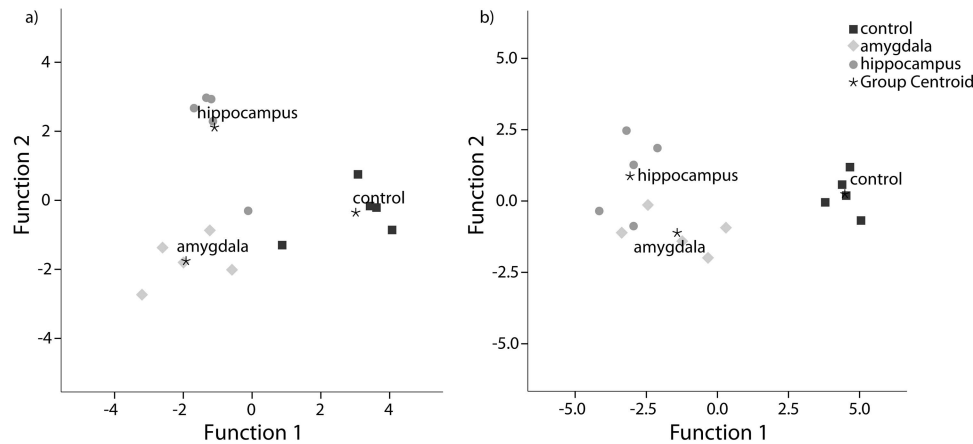 a)
Function 2
4
2
0
-2
-4
hippocampus
control
amygdala
-4 -2 0 2 4
Function 1
b)
control
amygdala
hippocampus
Group Centroid
Function 2
5.0
2.5
0.0
-2.5
-5.0
hippocampus
control
amygdala
-5.0 -2.5 0.0 2.5 5.0
Function 1